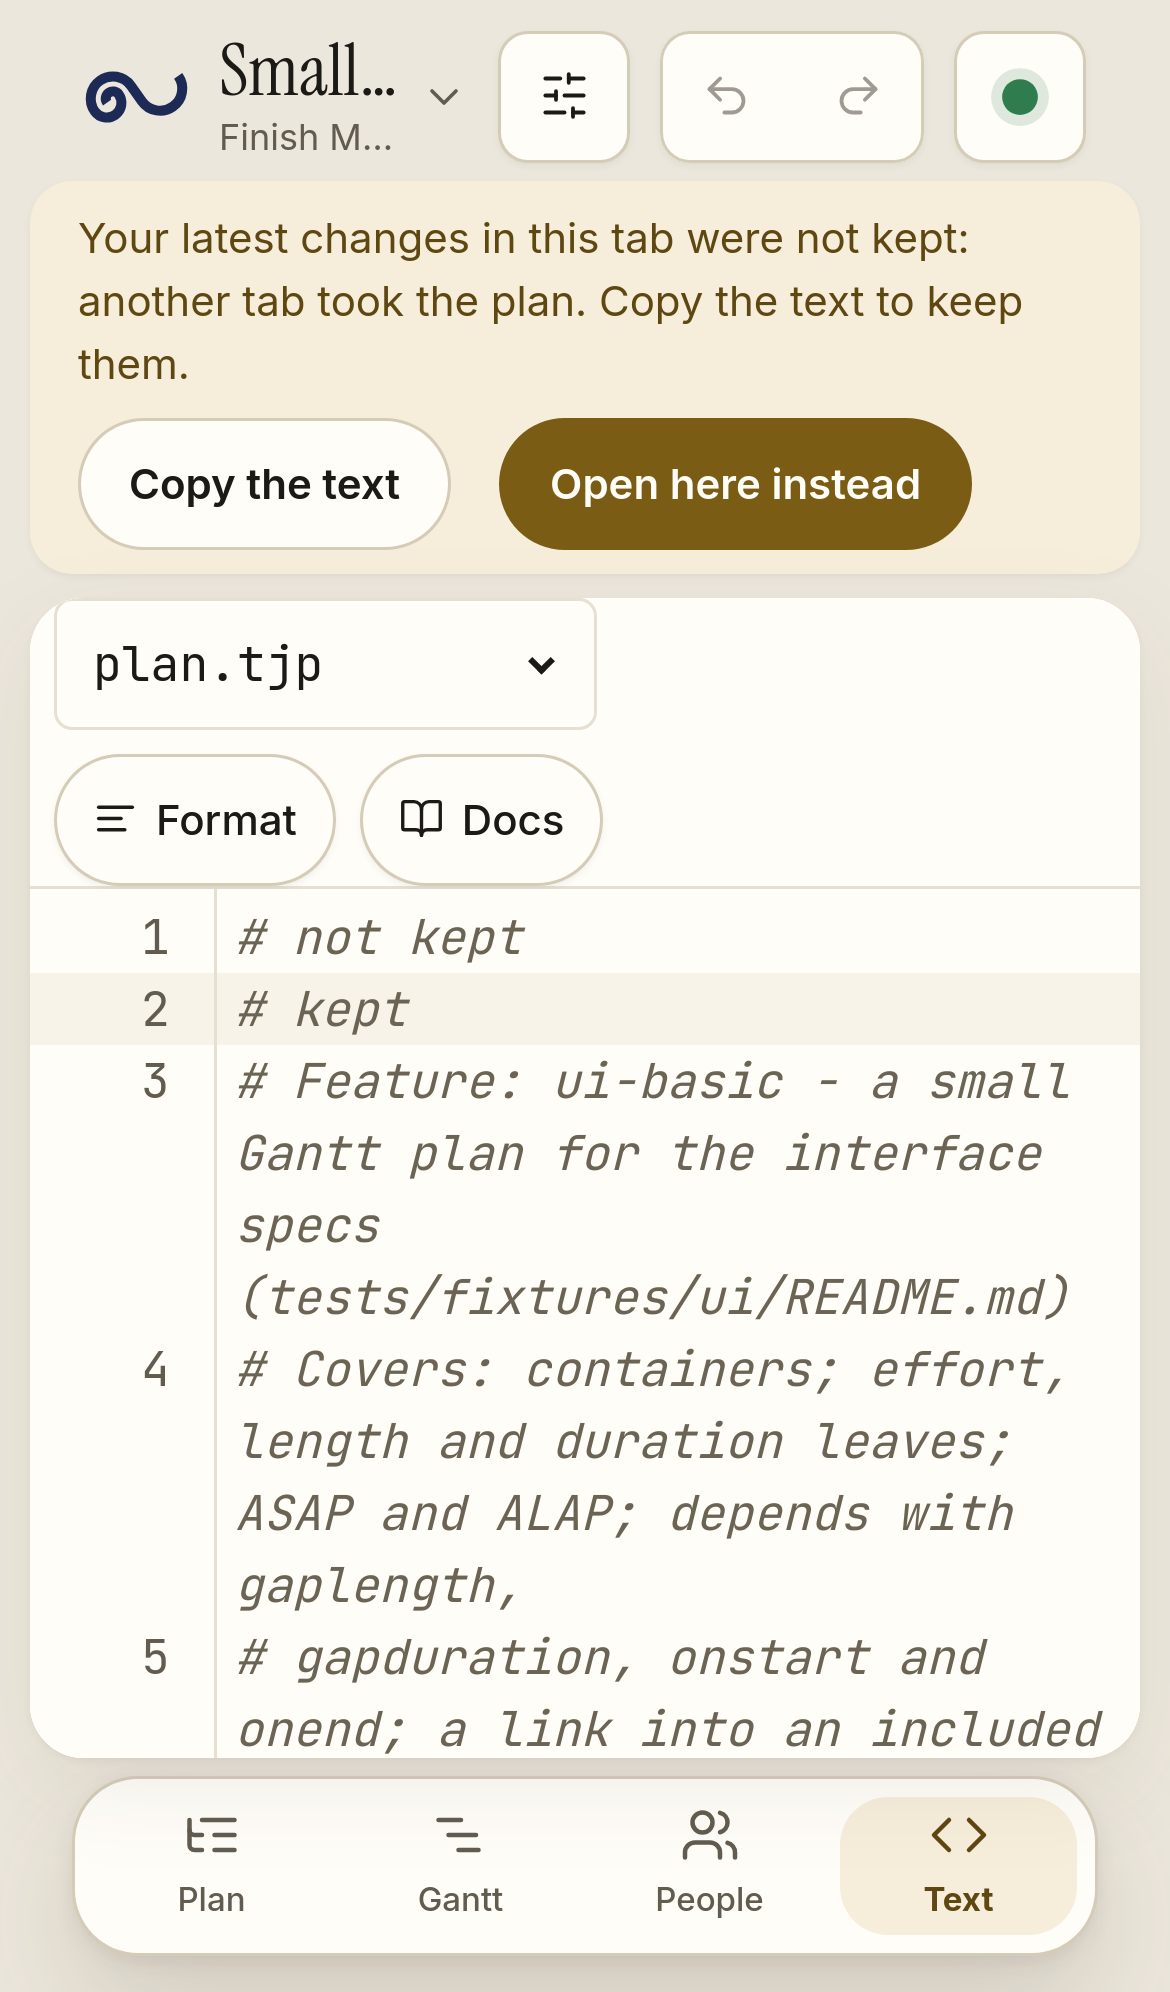 Small...
Finish M...
Your latest changes in this tab were not kept:
another tab took the plan. Copy the text to keep
them.
Copy the text
Open here instead
plan.tjp
Format
Docs
1 # not kept
2 # kept
3 # Feature: ui-basic - a small
Gantt plan for the interface
specs
(tests/fixtures/ui/README.md)
4 # Covers: containers; effort,
length and duration leaves;
ASAP and ALAP; depends with
gaplength,
5 # gapduration, onstart and
onend; a link into an included
Plan
Gantt
People
Text